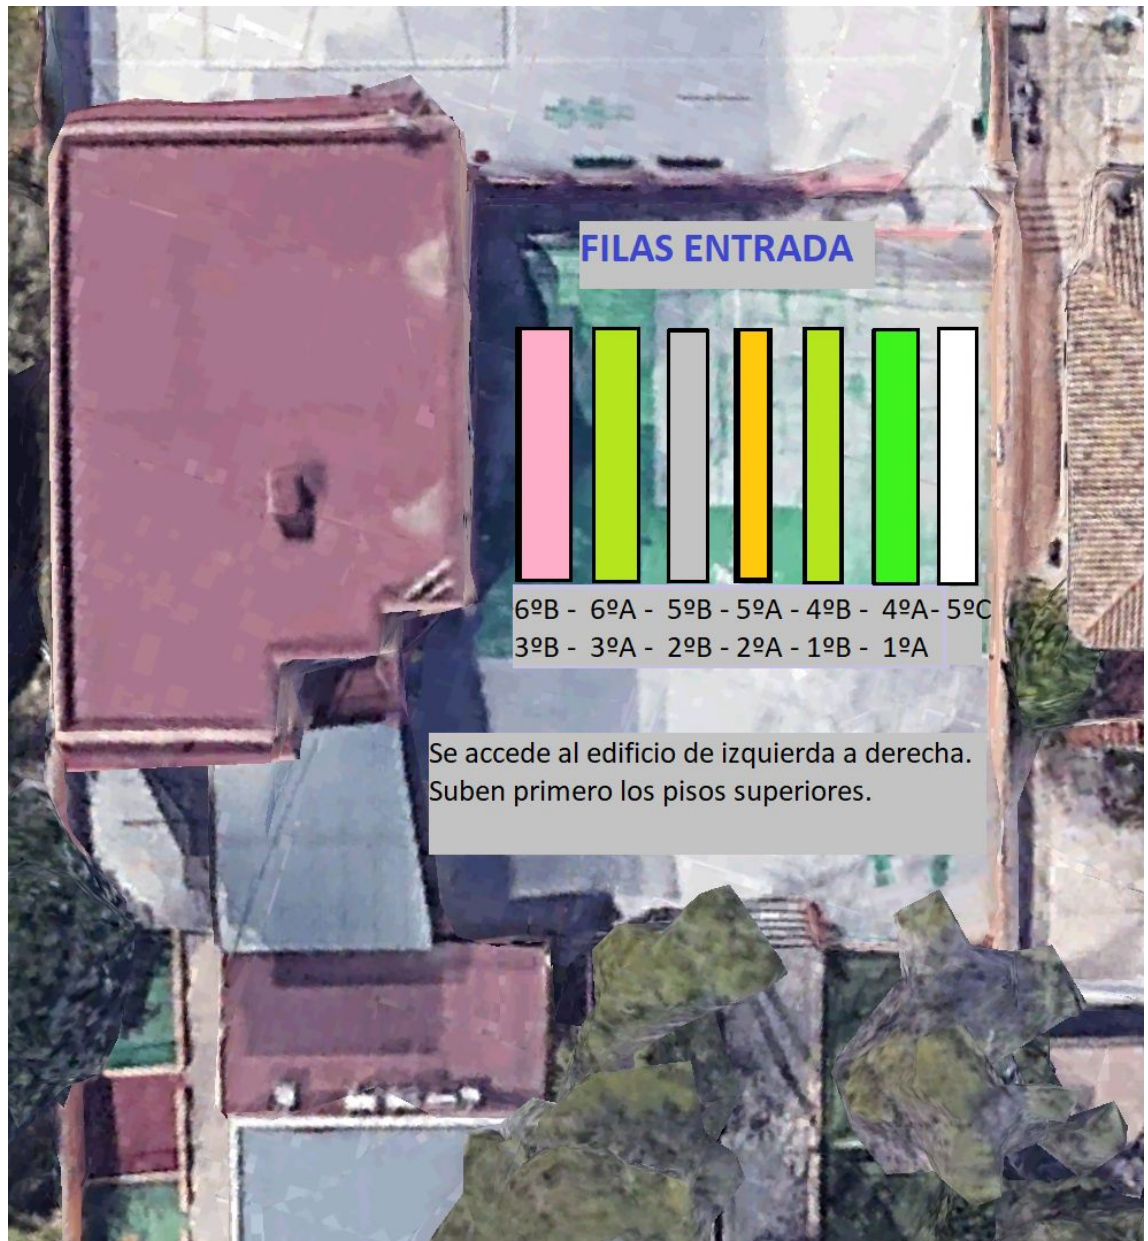 FILAS ENTRADA
6ºB - 6ºA - 5ºB - 5ºA - 4ºB - 4ºA- 5ºC
3ºB - 3ºA - 2ºB - 2ºA - 1ºB - 1ºA
Se accede al edificio de izquierda a derecha.
Suben primero los pisos superiores.